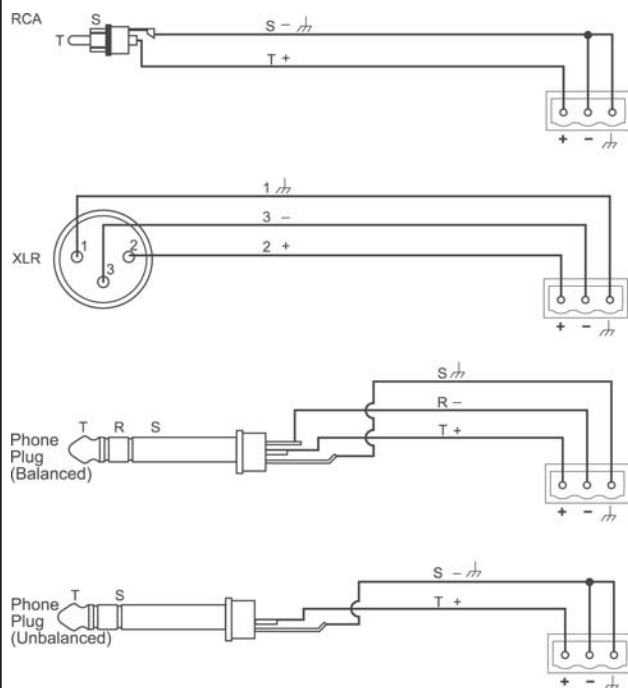 RCA
S
T
S −
T +
+ −
1
3 −
2 +
XLR
1
2
3
+ −
S
R −
T +
T R S
Phone
Plug
(Balanced)
+ −
S −
T +
T S
Phone
Plug
(Unbalanced)
+ −